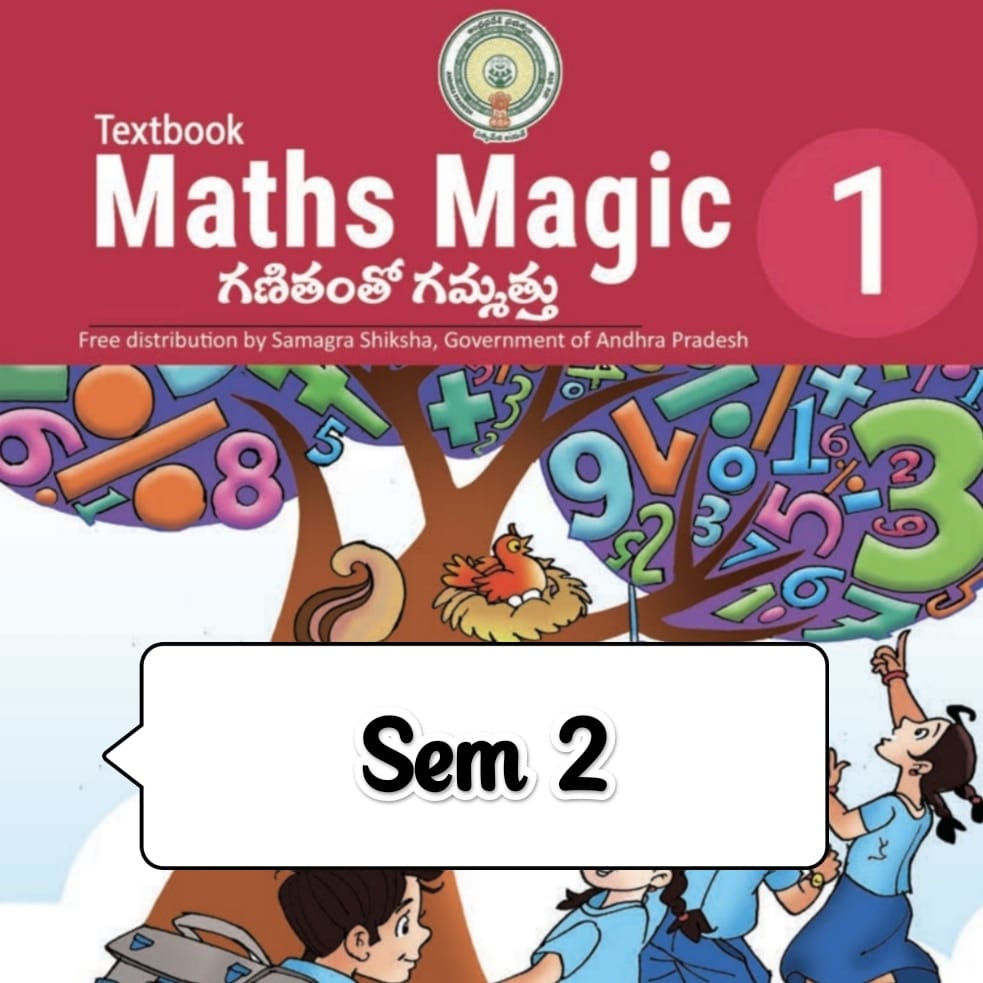 Textbook
Maths Magic
1
గణితంతో గమ్మత్తు
Free distribution by Samagra Shiksha, Government of Andhra Pradesh
Sem 2